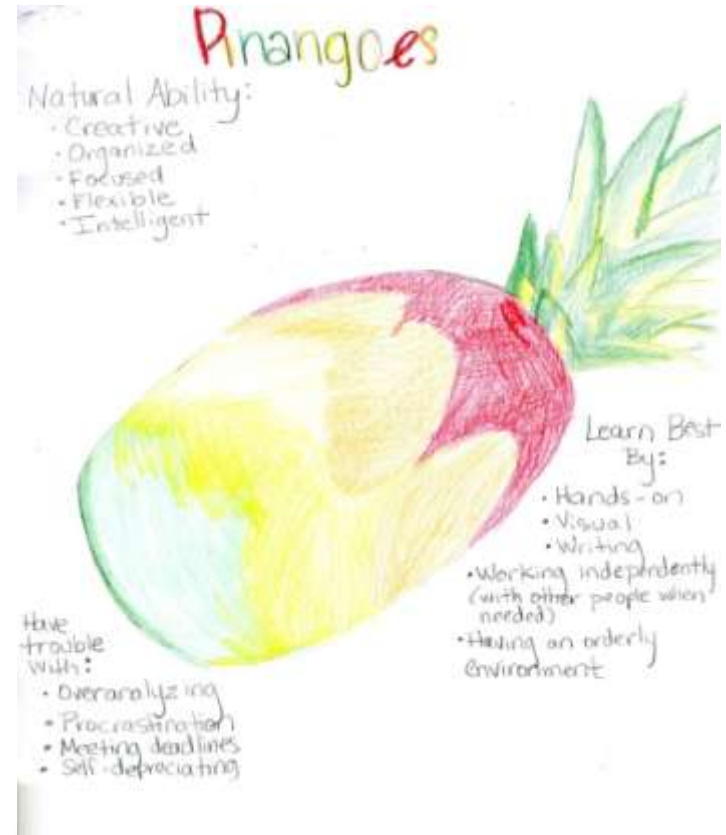 Pinangoes
Natural Ability:
• Creative
• Organized
• Focused
• Flexible
• Intelligent
Learn Best
By:
• Hands-on
• Visual
• Writing
• Working independently
(with other people when
needed)
• Having an orderly
environment
Have
trouble
with:
• Overanalyzing
• Procrastination
• Meeting deadlines
• Self-depreciating